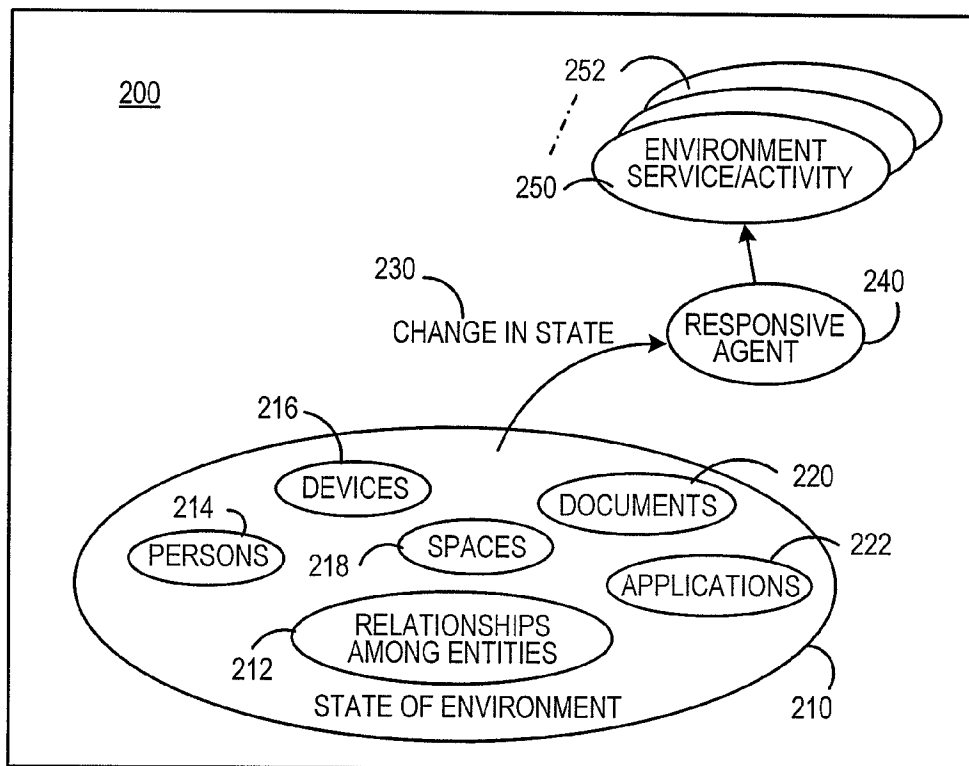 200
252
ENVIRONMENT
SERVICE/ACTIVITY
250
230
CHANGE IN STATE
240
RESPONSIVE
AGENT
216
DEVICES
220
DOCUMENTS
214
PERSONS
218
SPACES
222
APPLICATIONS
212
RELATIONSHIPS
AMONG ENTITIES
STATE OF ENVIRONMENT
210